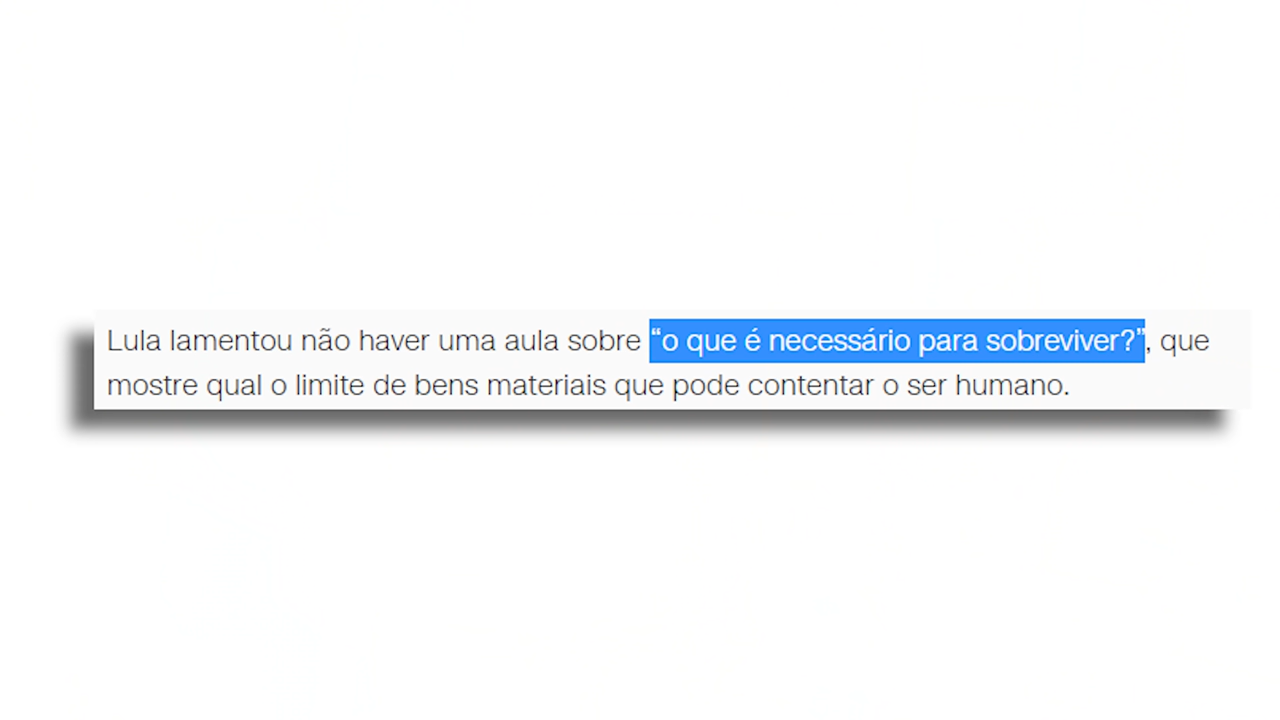 Lula lamentou não haver uma aula sobre “o que é necessário para sobreviver?”, que
mostre qual o limite de bens materiais que pode contentar o ser humano.